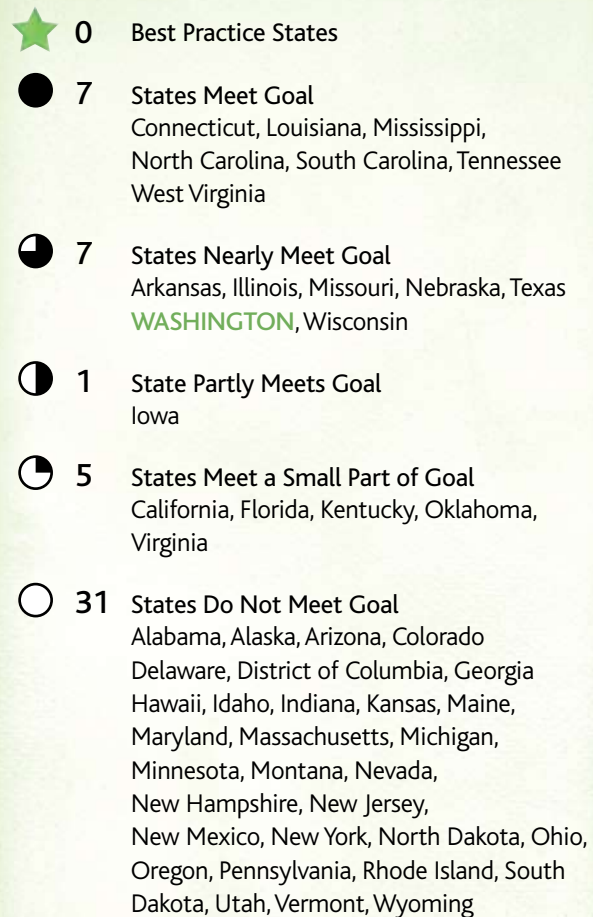 0 Best Practice States
7 States Meet Goal
Connecticut, Louisiana, Mississippi,
North Carolina, South Carolina, Tennessee
West Virginia
7 States Nearly Meet Goal
Arkansas, Illinois, Missouri, Nebraska, Texas
WASHINGTON, Wisconsin
1 State Partly Meets Goal
Iowa
5 States Meet a Small Part of Goal
California, Florida, Kentucky, Oklahoma,
Virginia
31 States Do Not Meet Goal
Alabama, Alaska, Arizona, Colorado
Delaware, District of Columbia, Georgia
Hawaii, Idaho, Indiana, Kansas, Maine,
Maryland, Massachusetts, Michigan,
Minnesota, Montana, Nevada,
New Hampshire, New Jersey,
New Mexico, New York, North Dakota, Ohio,
Oregon, Pennsylvania, Rhode Island, South
Dakota, Utah, Vermont, Wyoming